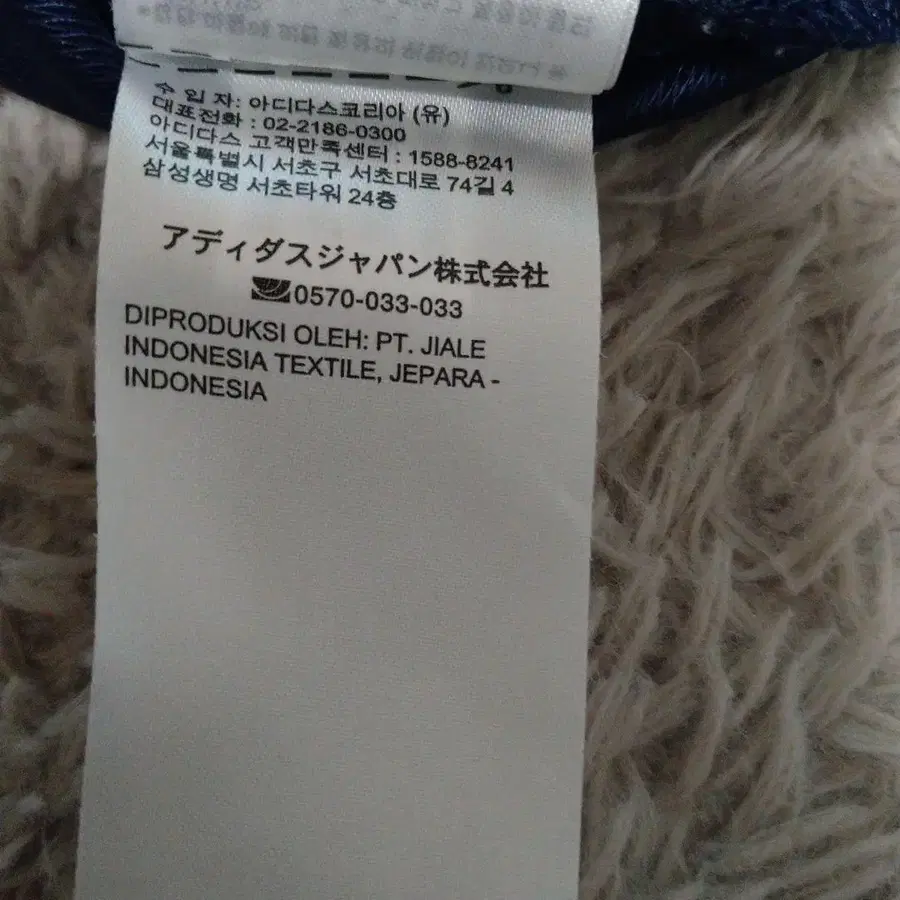 수 입 자: 아디다스코리아 (유)
대표전화 : 02-2186-0300
아디다스 고객만족센터 : 1588-8241
서울특별시 서초구 서초대로 74길 4
삼성생명 서초타워 24층
アディダスジャパン株式会社
0570-033-033
DIPRODUKSI OLEH: PT. JIALE
INDONESIA TEXTILE, JEPARA -
INDONESIA